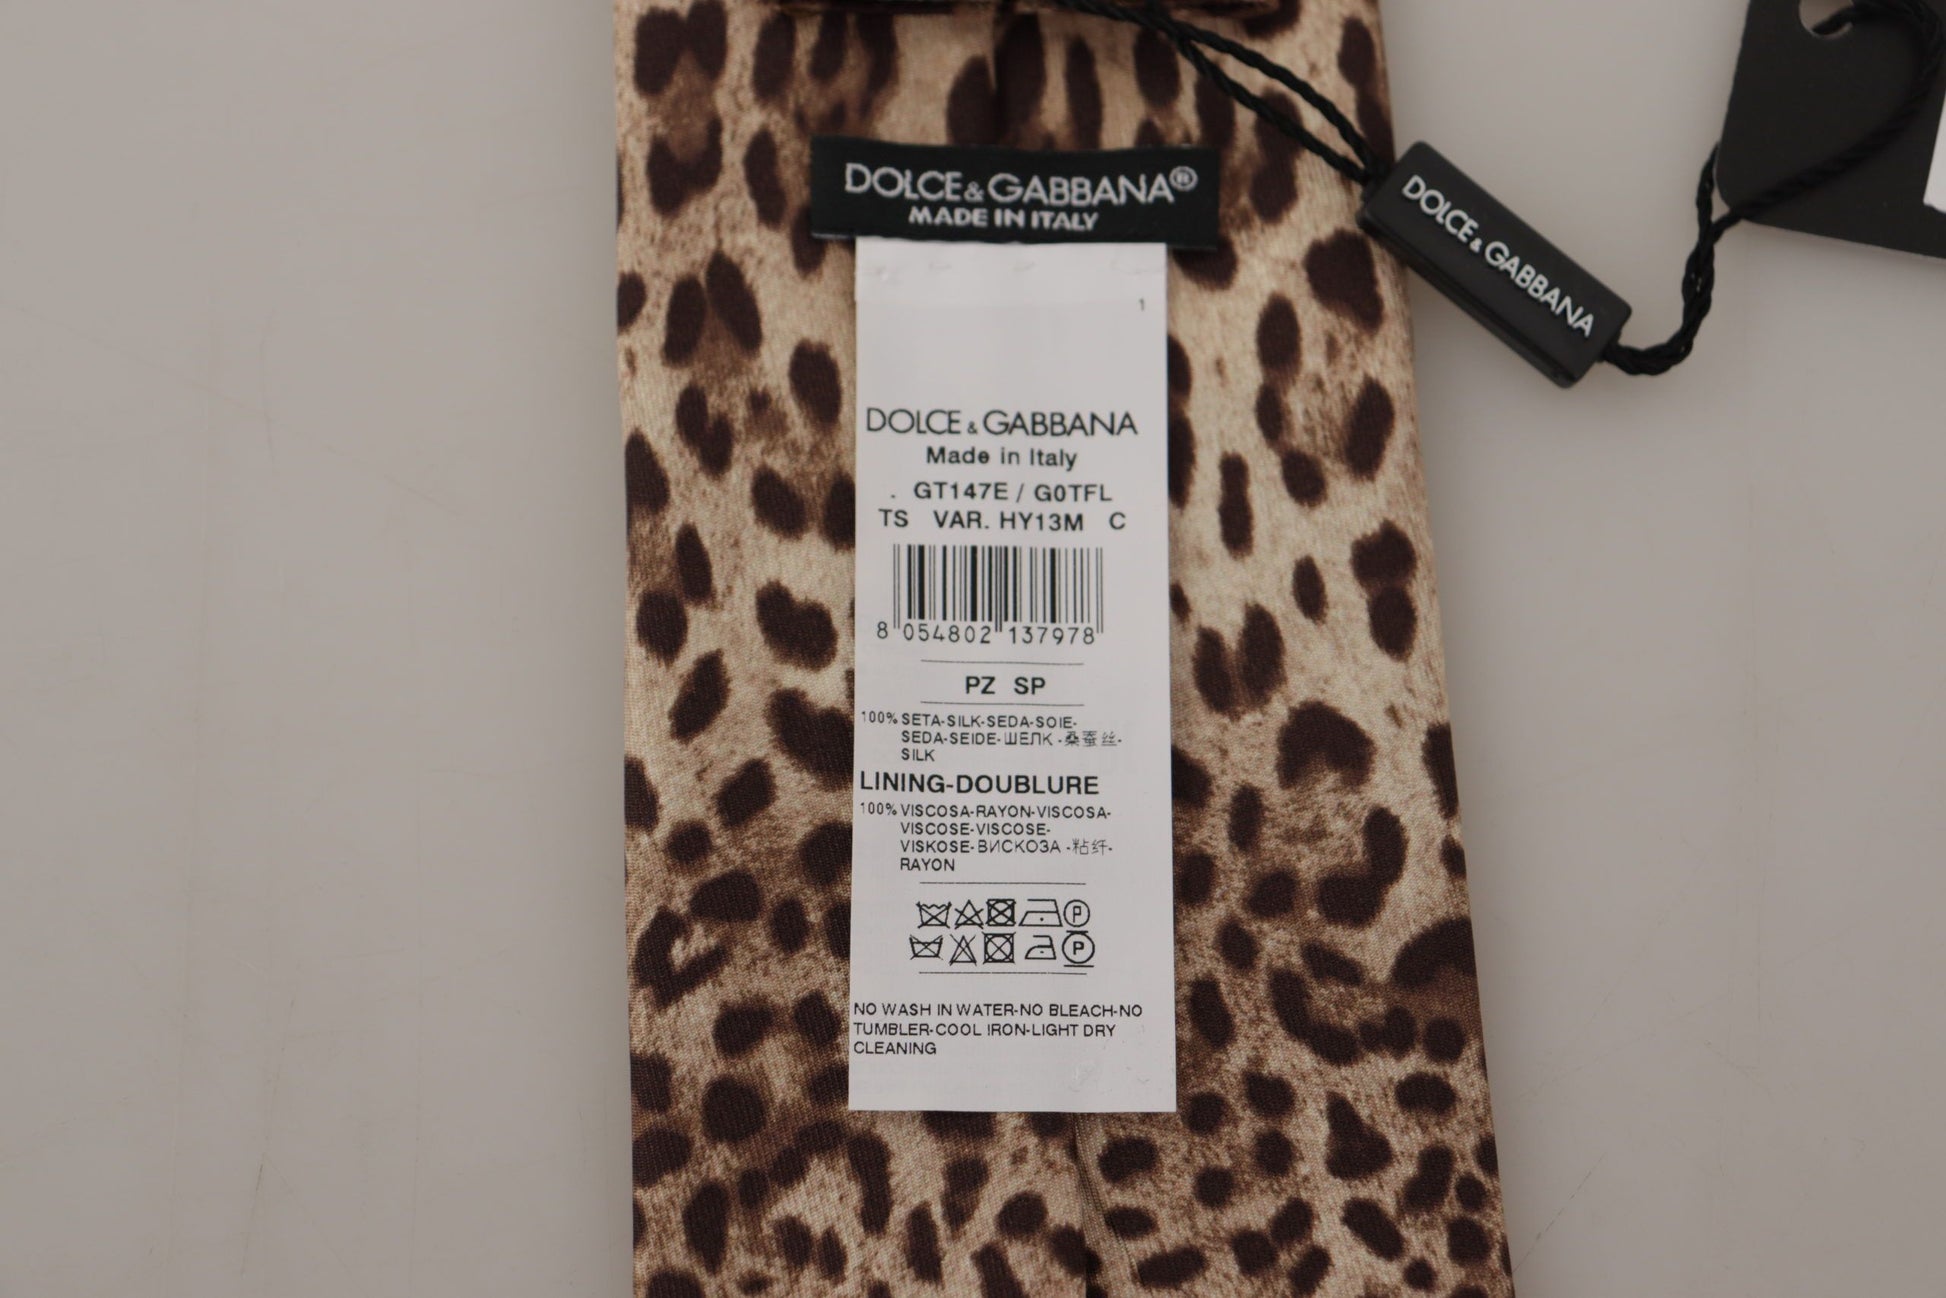 DOLCE&GABBANA®
MADE IN ITALY
DOLCE&GABBANA
1
DOLCE & GABBANA
Made in Italy
. GT147E / G0TFL
TS VAR. HY13M C
8 054802 137978
PZ SP
100% SETA-SILK-SEDA-SOIE-
SEDA-SEIDE-ШЕЛК -桑蚕丝-
SILK
LINING-DOUBLURE
100% VISCOSA-RAYON-VISCOSA-
VISCOSE-VISCOSE-
VISKOSE-ВИСКОЗА -粘纤-
RAYON
P
P
NO WASH IN WATER-NO BLEACH-NO
TUMBLER-COOL IRON-LIGHT DRY
CLEANING